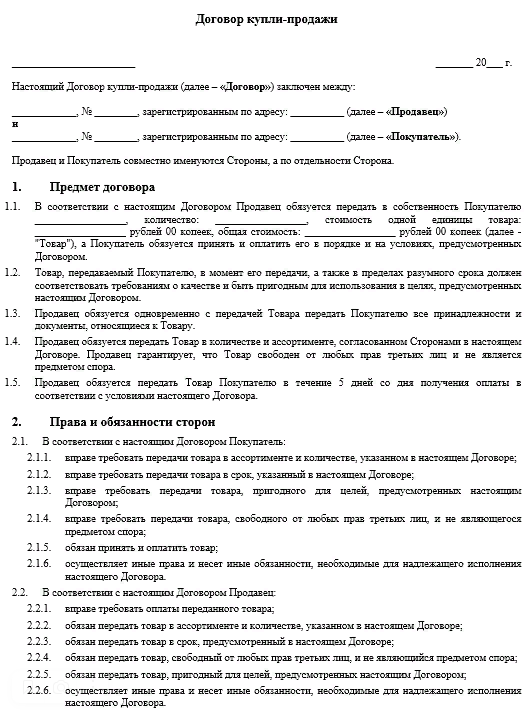 Договор купли-продажи
_______________________ _______ 20___ г.
Настоящий Договор купли-продажи (далее – «Договор») заключен между:
____________, № ________, зарегистрированным по адресу: __________ (далее – «Продавец»)
и
____________, № ________, зарегистрированным по адресу: __________ (далее – «Покупатель»).
Продавец и Покупатель совместно именуются Стороны, а по отдельности Сторона.
1. Предмет договора
1.1. В соответствии с настоящим Договором Продавец обязуется передать в собственность Покупателю
_________________, количество: _________________, стоимость одной единицы товара:
_________________ рублей 00 копеек, общая стоимость: _________________ рублей 00 копеек (далее -
"Товар"), а Покупатель обязуется принять и оплатить его в порядке и на условиях, предусмотренных
Договором.
1.2. Товар, передаваемый Покупателю, в момент его передачи, а также в пределах разумного срока должен
соответствовать требованиям о качестве и быть пригодным для использования в целях, предусмотренных
настоящим Договором.
1.3. Продавец обязуется одновременно с передачей Товара передать Покупателю все принадлежности и
документы, относящиеся к Товару.
1.4. Продавец обязуется передать Товар в количестве и ассортименте, согласованном Сторонами в настоящем
Договоре. Продавец гарантирует, что Товар свободен от любых прав третьих лиц и не является
предметом спора.
1.5. Продавец обязуется передать Товар Покупателю в течение 5 дней со дня получения оплаты в
соответствии с условиями настоящего Договора.
2. Права и обязанности сторон
2.1. В соответствии с настоящим Договором Покупатель:
2.1.1. вправе требовать передачи товара в ассортименте и количестве, указанном в настоящем Договоре;
2.1.2. вправе требовать передачи товара в срок, указанный в настоящем Договоре;
2.1.3. вправе требовать передачи товара, пригодного для целей, предусмотренных настоящим
Договором;
2.1.4. вправе требовать передачи товара, свободного от любых прав третьих лиц, и не являющегося
предметом спора;
2.1.5. обязан принять и оплатить товар;
2.1.6. осуществляет иные права и несет иные обязанности, необходимые для надлежащего исполнения
настоящего Договора.
2.2. В соответствии с настоящим Договором Продавец:
2.2.1. вправе требовать оплаты переданного товара;
2.2.2. обязан передать товар в ассортименте и количестве, указанном в настоящем Договоре;
2.2.3. обязан передать товар в срок, предусмотренный в настоящем Договоре;
2.2.4. обязан передать товар, свободный от любых прав третьих лиц, и не являющийся предметом спора;
2.2.5. обязан передать товар, пригодный для целей, предусмотренных настоящим Договором;
2.2.6. осуществляет иные права и несет иные обязанности, необходимые для надлежащего исполнения
настоящего Договора.